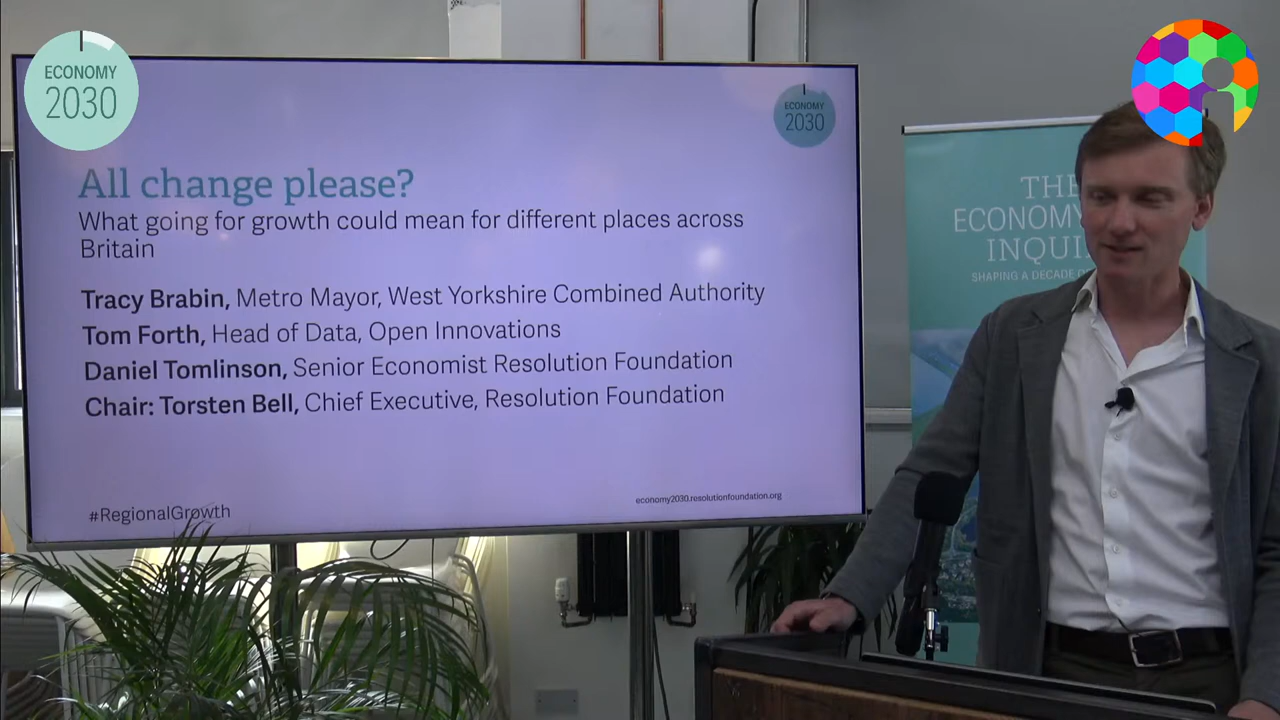 ECONOMY
2030
ECONOMY
2030
All change please?
What going for growth could mean for different places across
Britain
Tracy Brabin, Metro Mayor, West Yorkshire Combined Authority
Tom Forth, Head of Data, Open Innovations
Daniel Tomlinson, Senior Economist Resolution Foundation
Chair: Torsten Bell, Chief Executive, Resolution Foundation
#RegionalGrowth
economy2030.resolutionfoundation.org
THE
ECONOMY
INQUI
SHAPING A DECADE